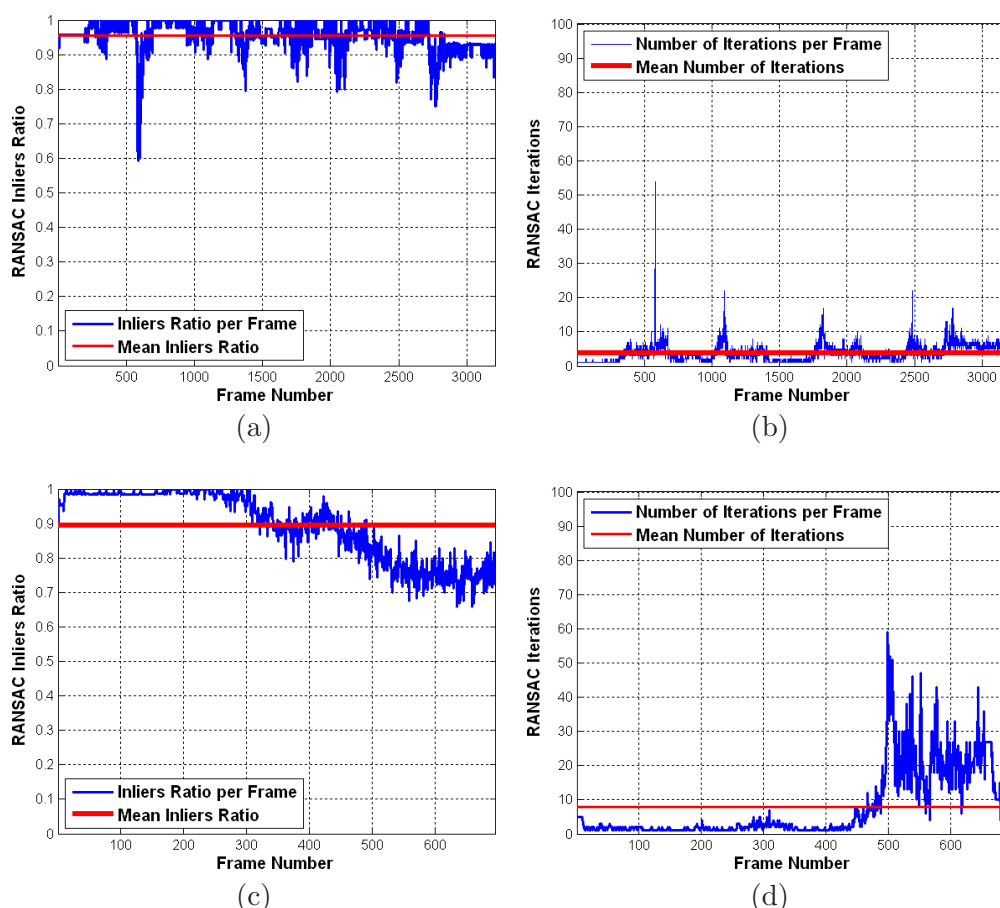 RANSAC Inliers Ratio
1
0.9
0.8
0.7
0.6
0.5
0.4
0.3
0.2
0.1
0
Inliers Ratio per Frame
Mean Inliers Ratio
500 1000 1500 2000 2500 3000
Frame Number
(a)
RANSAC Iterations
100
90
80
70
60
50
40
30
20
10
0
Number of Iterations per Frame
Mean Number of Iterations
500 1000 1500 2000 2500 3000
Frame Number
(b)
RANSAC Inliers Ratio
1
0.9
0.8
0.7
0.6
0.5
0.4
0.3
0.2
0.1
0
Inliers Ratio per Frame
Mean Inliers Ratio
100 200 300 400 500 600
Frame Number
(c)
RANSAC Iterations
100
90
80
70
60
50
40
30
20
10
0
Number of Iterations per Frame
Mean Number of Iterations
100 200 300 400 500 600
Frame Number
(d)